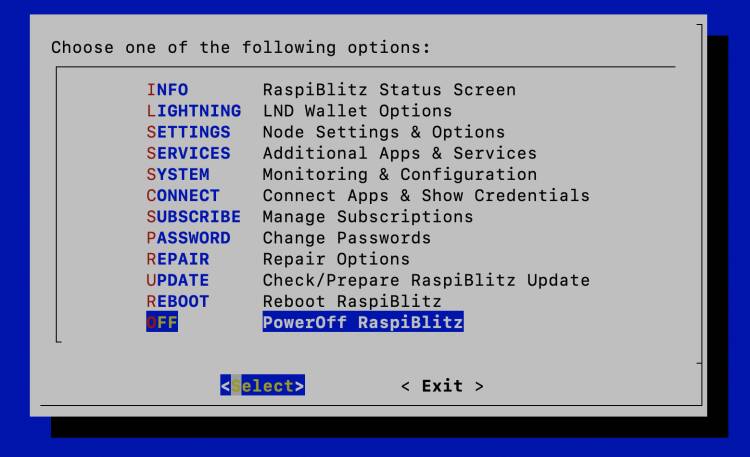 Choose one of the following options:
INFO RaspiBlitz Status Screen
LIGHTNING LND Wallet Options
SETTINGS Node Settings & Options
SERVICES Additional Apps & Services
SYSTEM Monitoring & Configuration
CONNECT Connect Apps & Show Credentials
SUBSCRIBE Manage Subscriptions
PASSWORD Change Passwords
REPAIR Repair Options
UPDATE Check/Prepare RaspiBlitz Update
REBOOT Reboot RaspiBlitz
OFF PowerOff RaspiBlitz
<Select> < Exit >